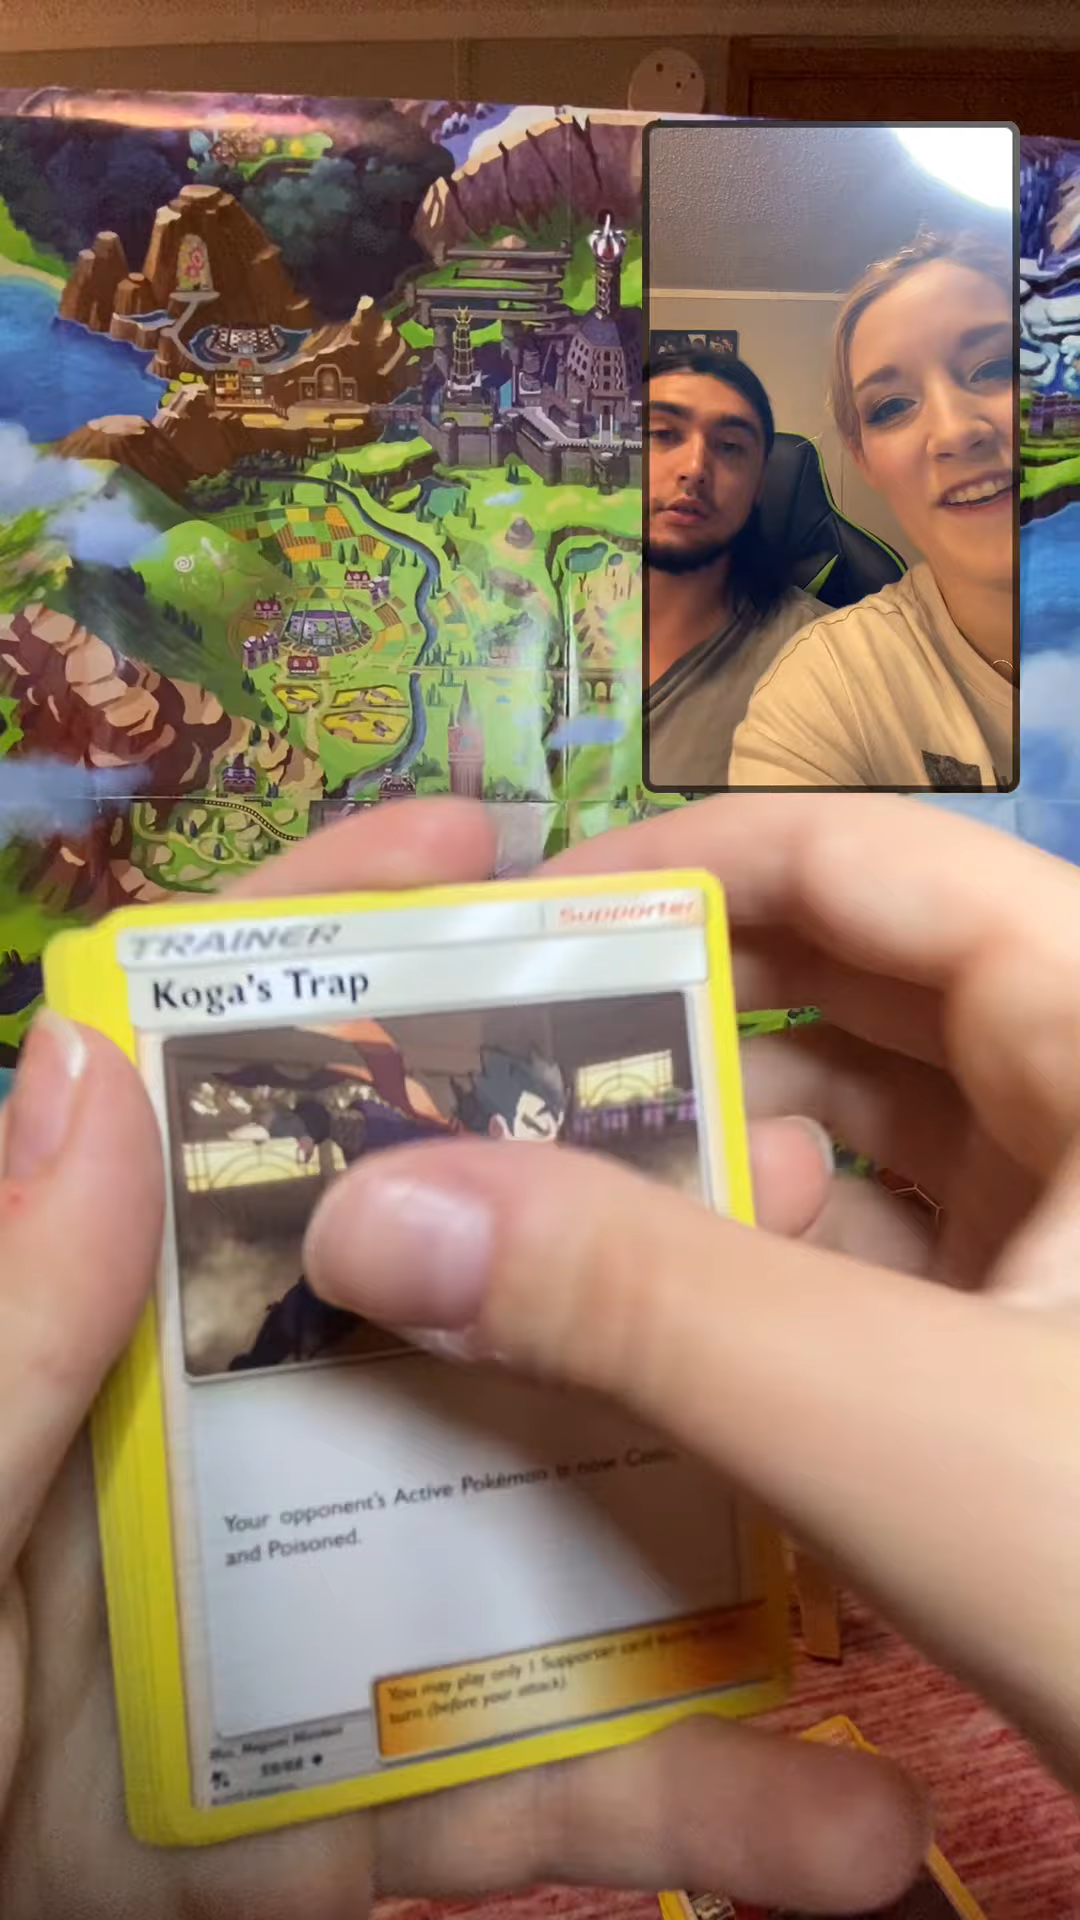 TRAINER
Supporter
Koga's Trap
Your opponent's Active Pokémon is now
and Poisoned.
You may play only 1 Supporter card
turn (before your attack).